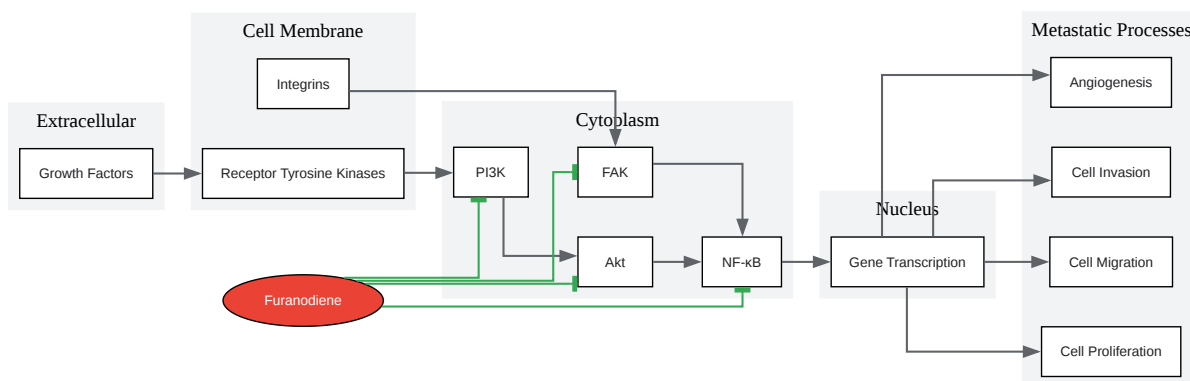 Extracellular
Growth Factors
Cell Membrane
Integrins
Receptor Tyrosine Kinases
Cytoplasm
PI3K
FAK
Akt
NF-κB
Furanodiene
Nucleus
Gene Transcription
Metastatic Processes
Angiogenesis
Cell Invasion
Cell Migration
Cell Proliferation